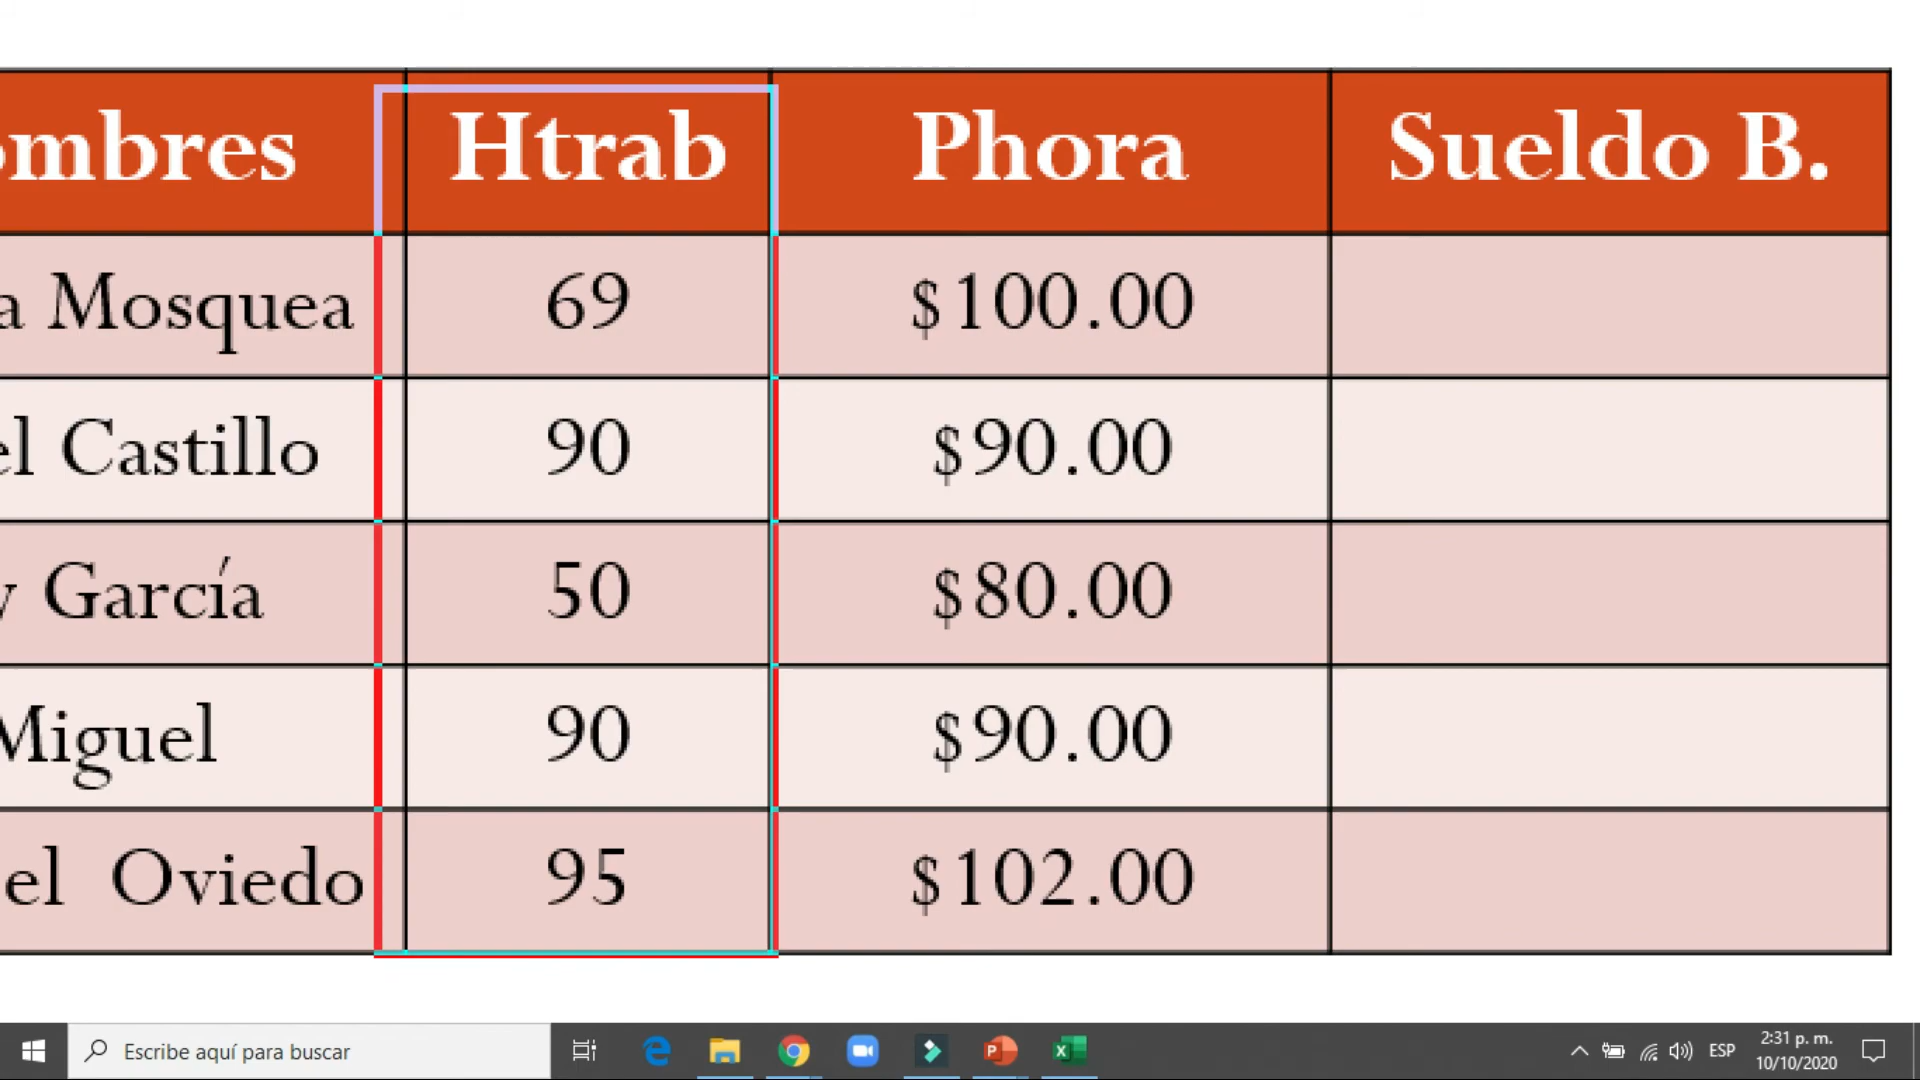 ombres Htrab Phora Sueldo B.
a Mosquea 69 $100.00
el Castillo 90 $90.00
y García 50 $80.00
Miguel 90 $90.00
el Oviedo 95 $102.00
Escribe aquí para buscar
ESP
2:31 p. m.
10/10/2020